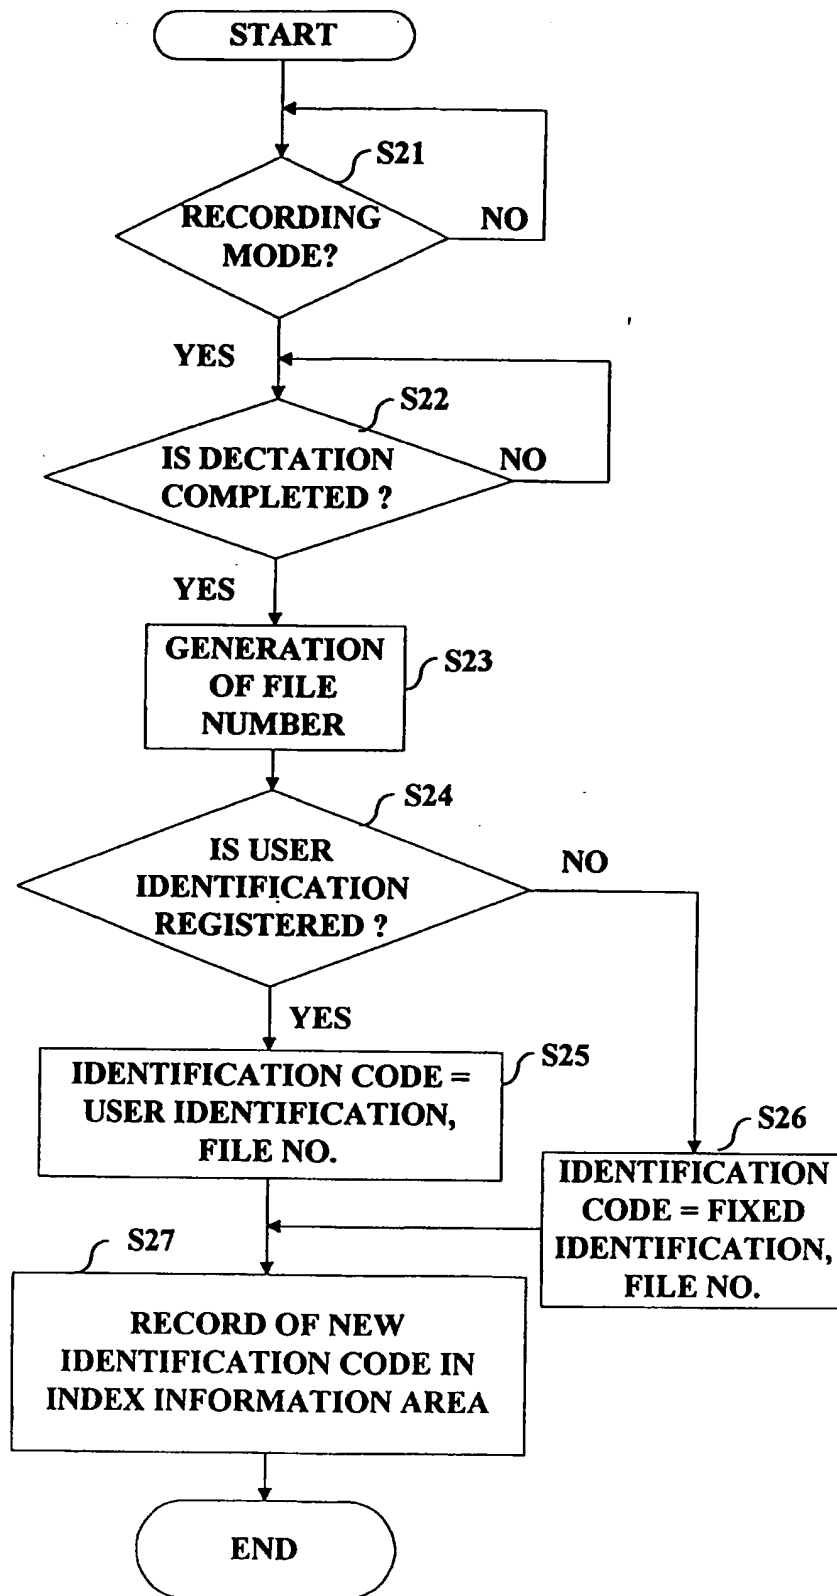 START
S21
RECORDING
MODE?
NO
YES
S22
IS DECTATION
COMPLETED ?
NO
YES
GENERATION
OF FILE
NUMBER
S23
S24
IS USER
IDENTIFICATION
REGISTERED ?
NO
YES
S25
IDENTIFICATION CODE =
USER IDENTIFICATION,
FILE NO.
S26
IDENTIFICATION
CODE = FIXED
IDENTIFICATION,
FILE NO.
S27
RECORD OF NEW
IDENTIFICATION CODE IN
INDEX INFORMATION AREA
END